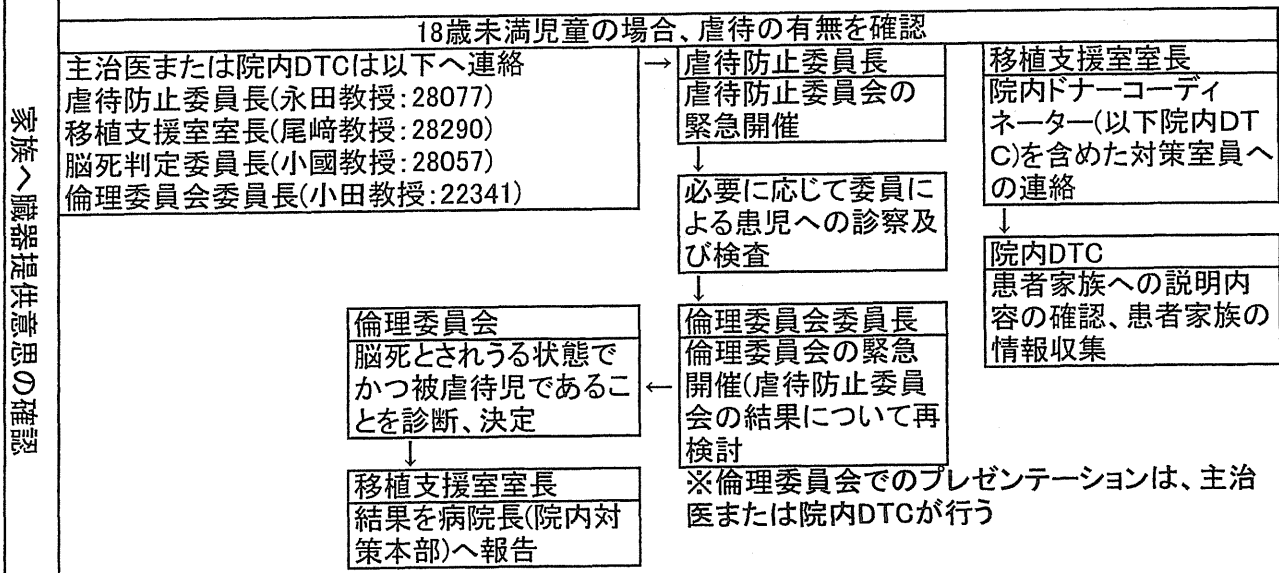 家族へ臓器提供意思の確認
18歳未満児童の場合、虐待の有無を確認
主治医または院内DTCは以下へ連絡
虐待防止委員長(永田教授:28077)
移植支援室室長(尾﨑教授:28290)
脳死判定委員長(小國教授:28057)
倫理委員会委員長(小田教授:22341)
→
虐待防止委員長
虐待防止委員会の
緊急開催
↓
必要に応じて委員に
よる患児への診察及
び検査
↓
倫理委員会委員長
倫理委員会の緊急
開催(虐待防止委員
会の結果について再
検討
※倫理委員会でのプレゼンテーションは、主治
医または院内DTCが行う
←
倫理委員会
脳死とされうる状態で
かつ被虐待児であるこ
とを診断、決定
↓
移植支援室室長
結果を病院長(院内対
策本部)へ報告
移植支援室室長
院内ドナーコーディ
ネーター(以下院内DT
C)を含めた対策室員へ
の連絡
↓
院内DTC
患者家族への説明内
容の確認、患者家族の
情報収集